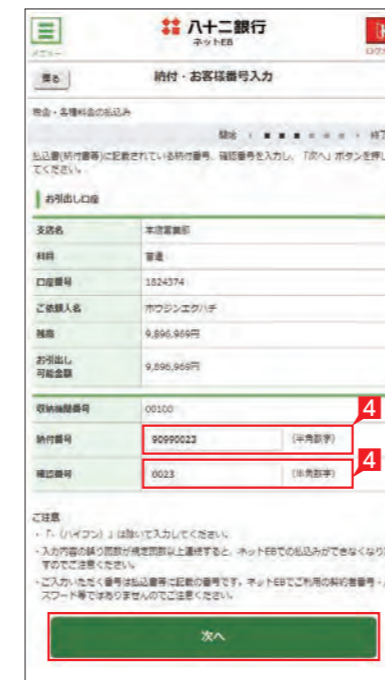 八十二銀行
ネットEB
メニュー
戻る
納付・お客様番号入力
税金・各種料金の払込み
開始
終了
払込書(納付書等)に記載されている納付番号、確認番号を入力し、「次へ」ボタンを押し
てください。
お引出し口座
支店名 本店営業部
科目 普通
口座番号 1824374
ご依頼人名 ホウジンエグハチ
残高 9,896,969円
お引出し
可能金額 9,896,969円
収納機関番号 00100
4
納付番号 90990023 (半角数字)
4
確認番号 0023 (半角数字)
ご注意
・「-（ハイフン）」は除いて入力してください。
・入力内容の誤り回数が規定回数以上連続すると、ネットEBでの払込みができなくなり
すのでご注意ください。
・ご入力いただく番号は払込書等に記載の番号です。ネットEBでご利用の契約者番号・
スワード等ではありませんのでご注意ください。
次へ